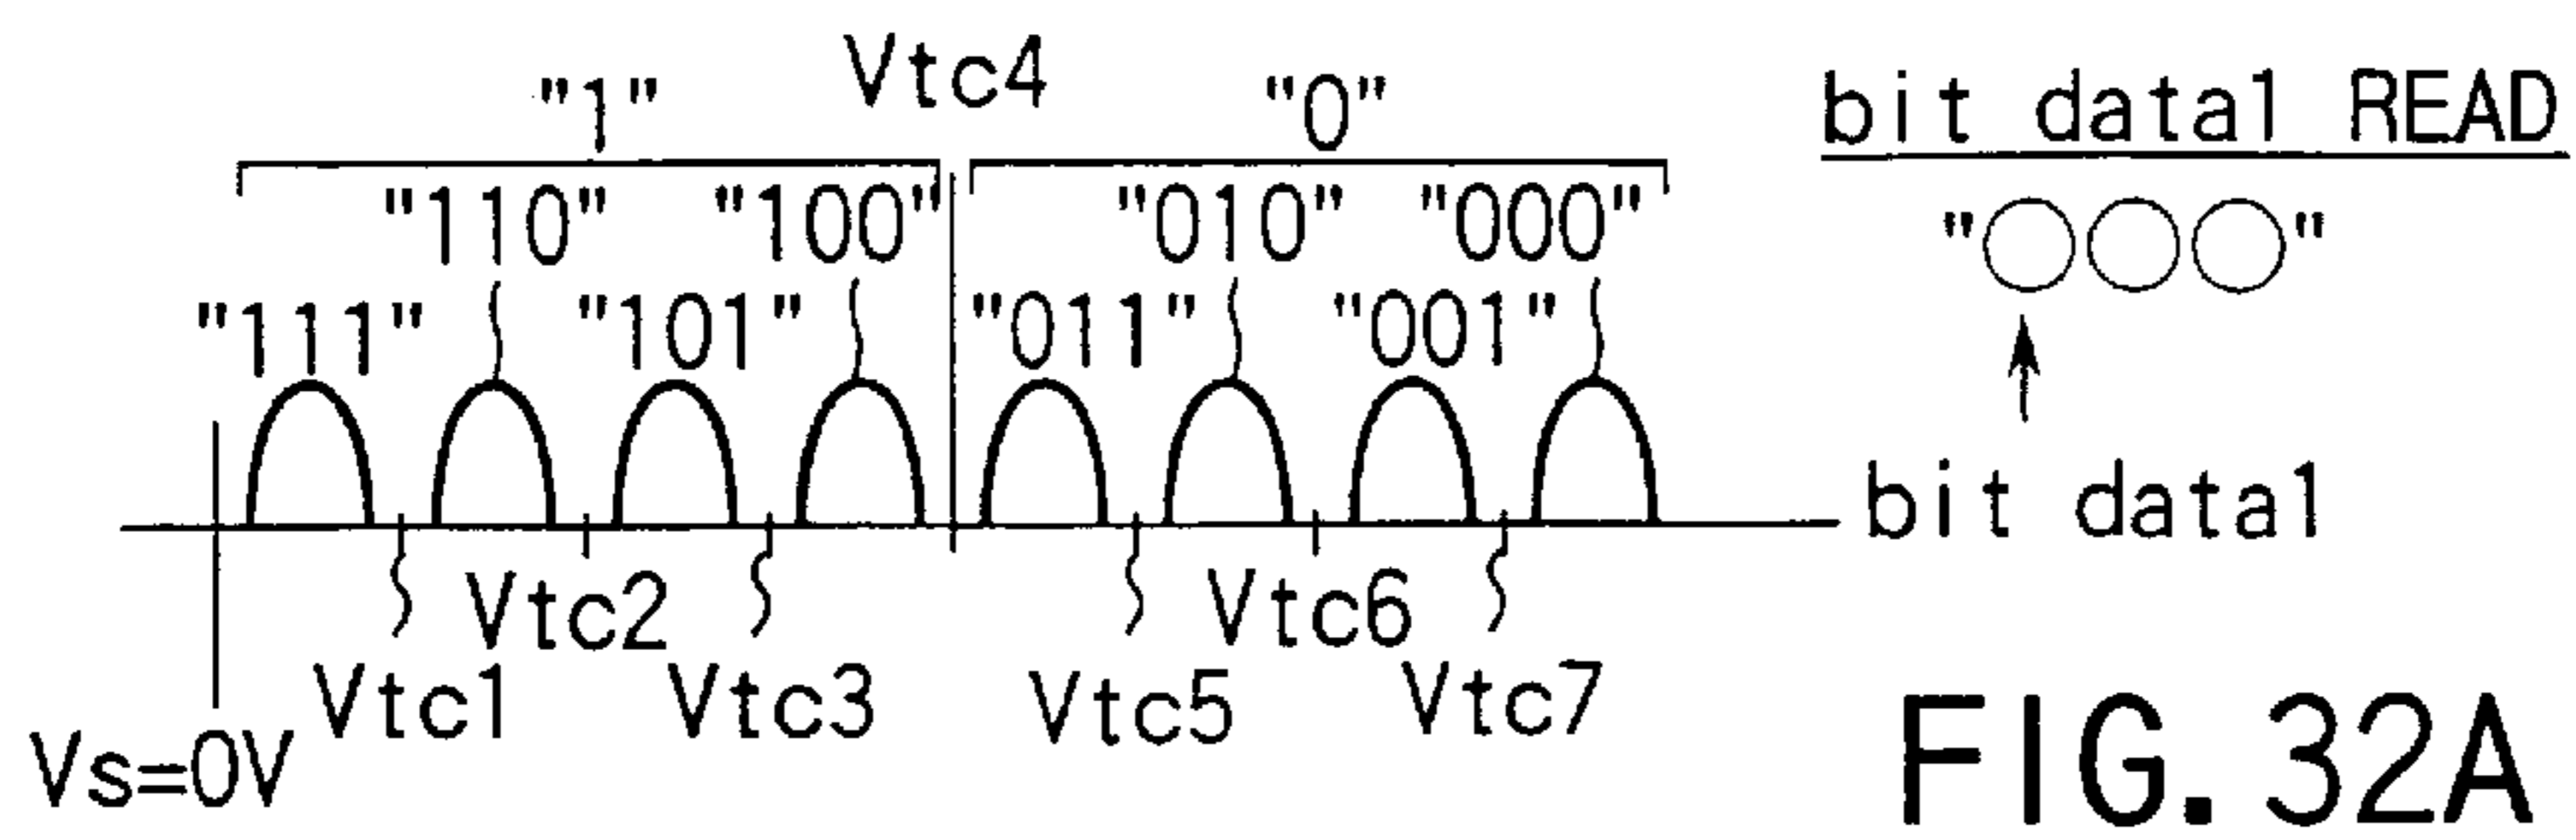 Vtc4
"1" "0" bit data1 READ
"110" "100" "010" "000" "○○○"
"111" "101" "011" "001"
bit data1
Vtc2 Vtc6
Vtc1 Vtc3 Vtc5 Vtc7
Vs=0V
FIG. 32A